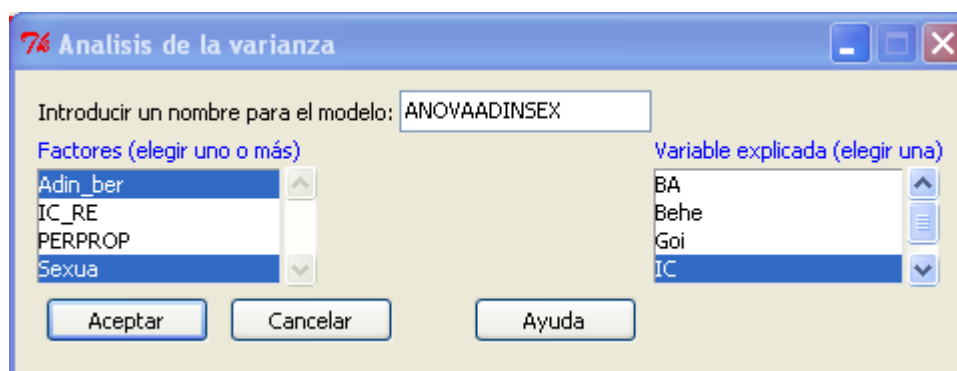 Analisis de la varianza
Introducir un nombre para el modelo: ANOVAADINSEX
Factores (elegir uno o más)
Variable explicada (elegir una)
Adin_ber
BA
IC_RE
Behe
PERPROP
Goi
Sexua
IC
Aceptar
Cancelar
Ayuda